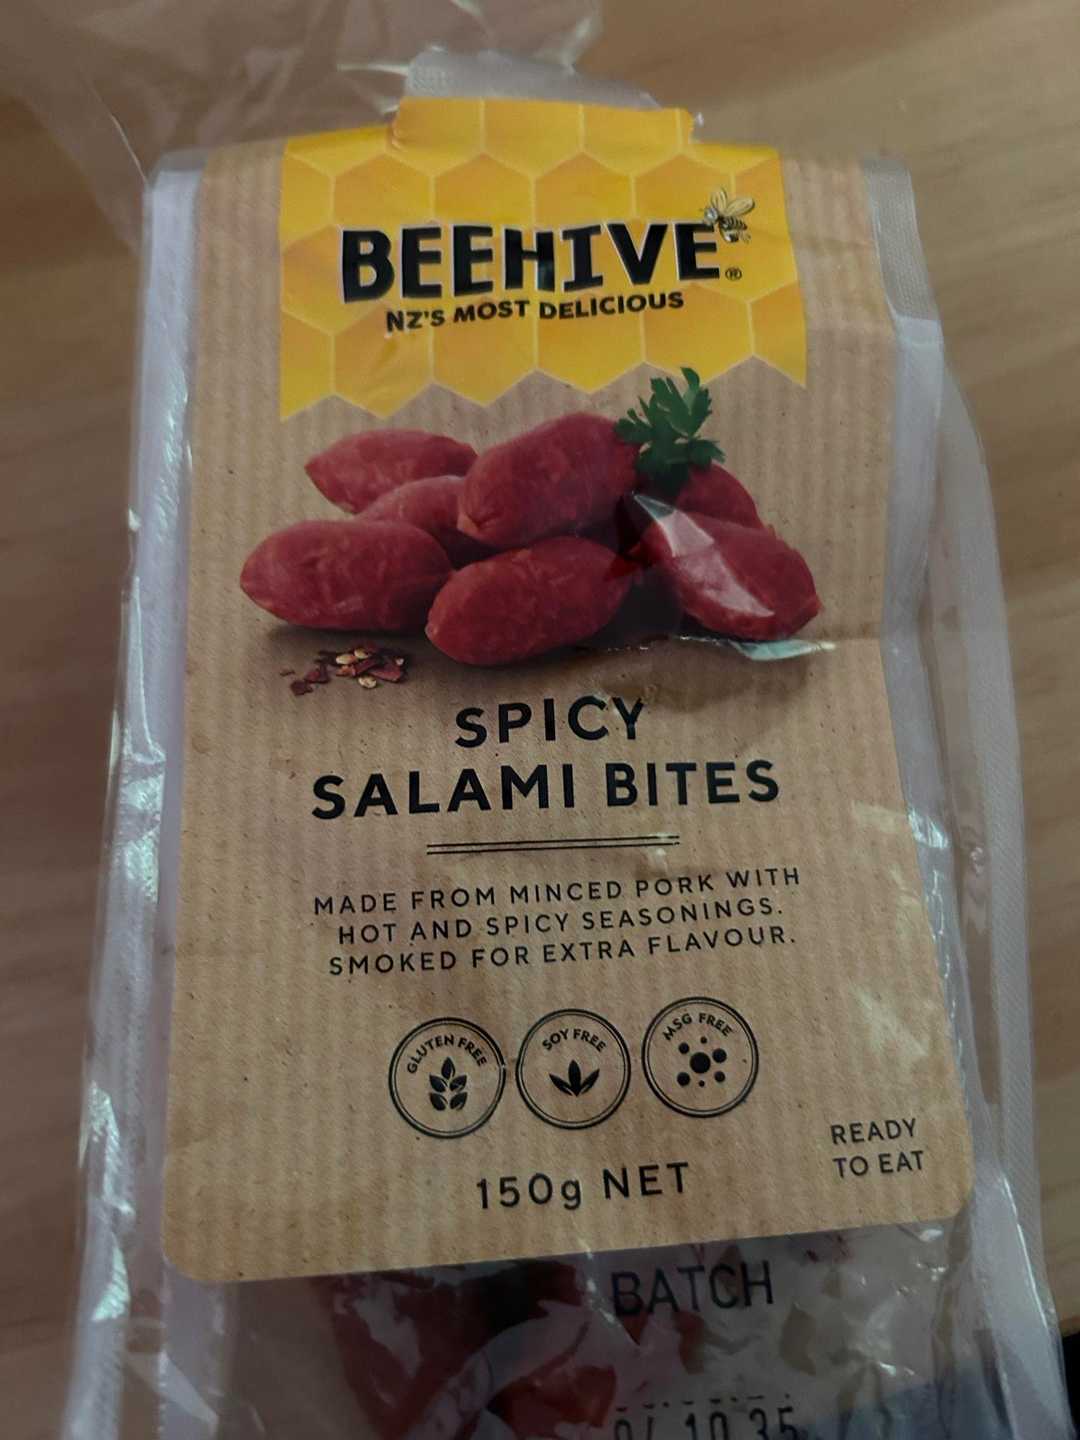 BEEHIVE®
NZ'S MOST DELICIOUS
SPICY
SALAMI BITES
MADE FROM MINCED PORK WITH
HOT AND SPICY SEASONINGS.
SMOKED FOR EXTRA FLAVOUR.
GLUTEN FREE
SOY FREE
MSG FREE
150g NET
READY
TO EAT
BATCH